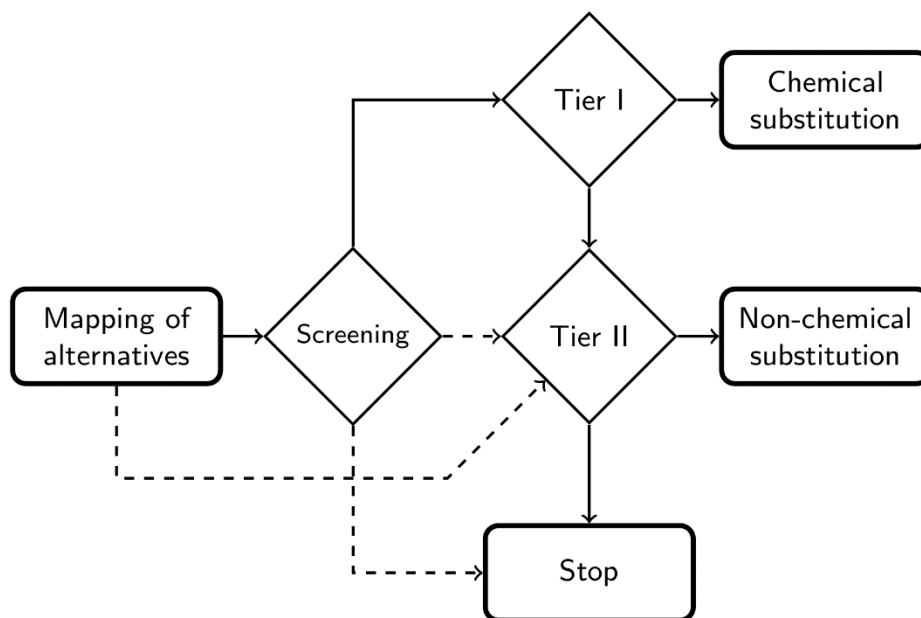 Tier I
Chemical
substitution
Mapping of
alternatives
Screening
Tier II
Non-chemical
substitution
Stop